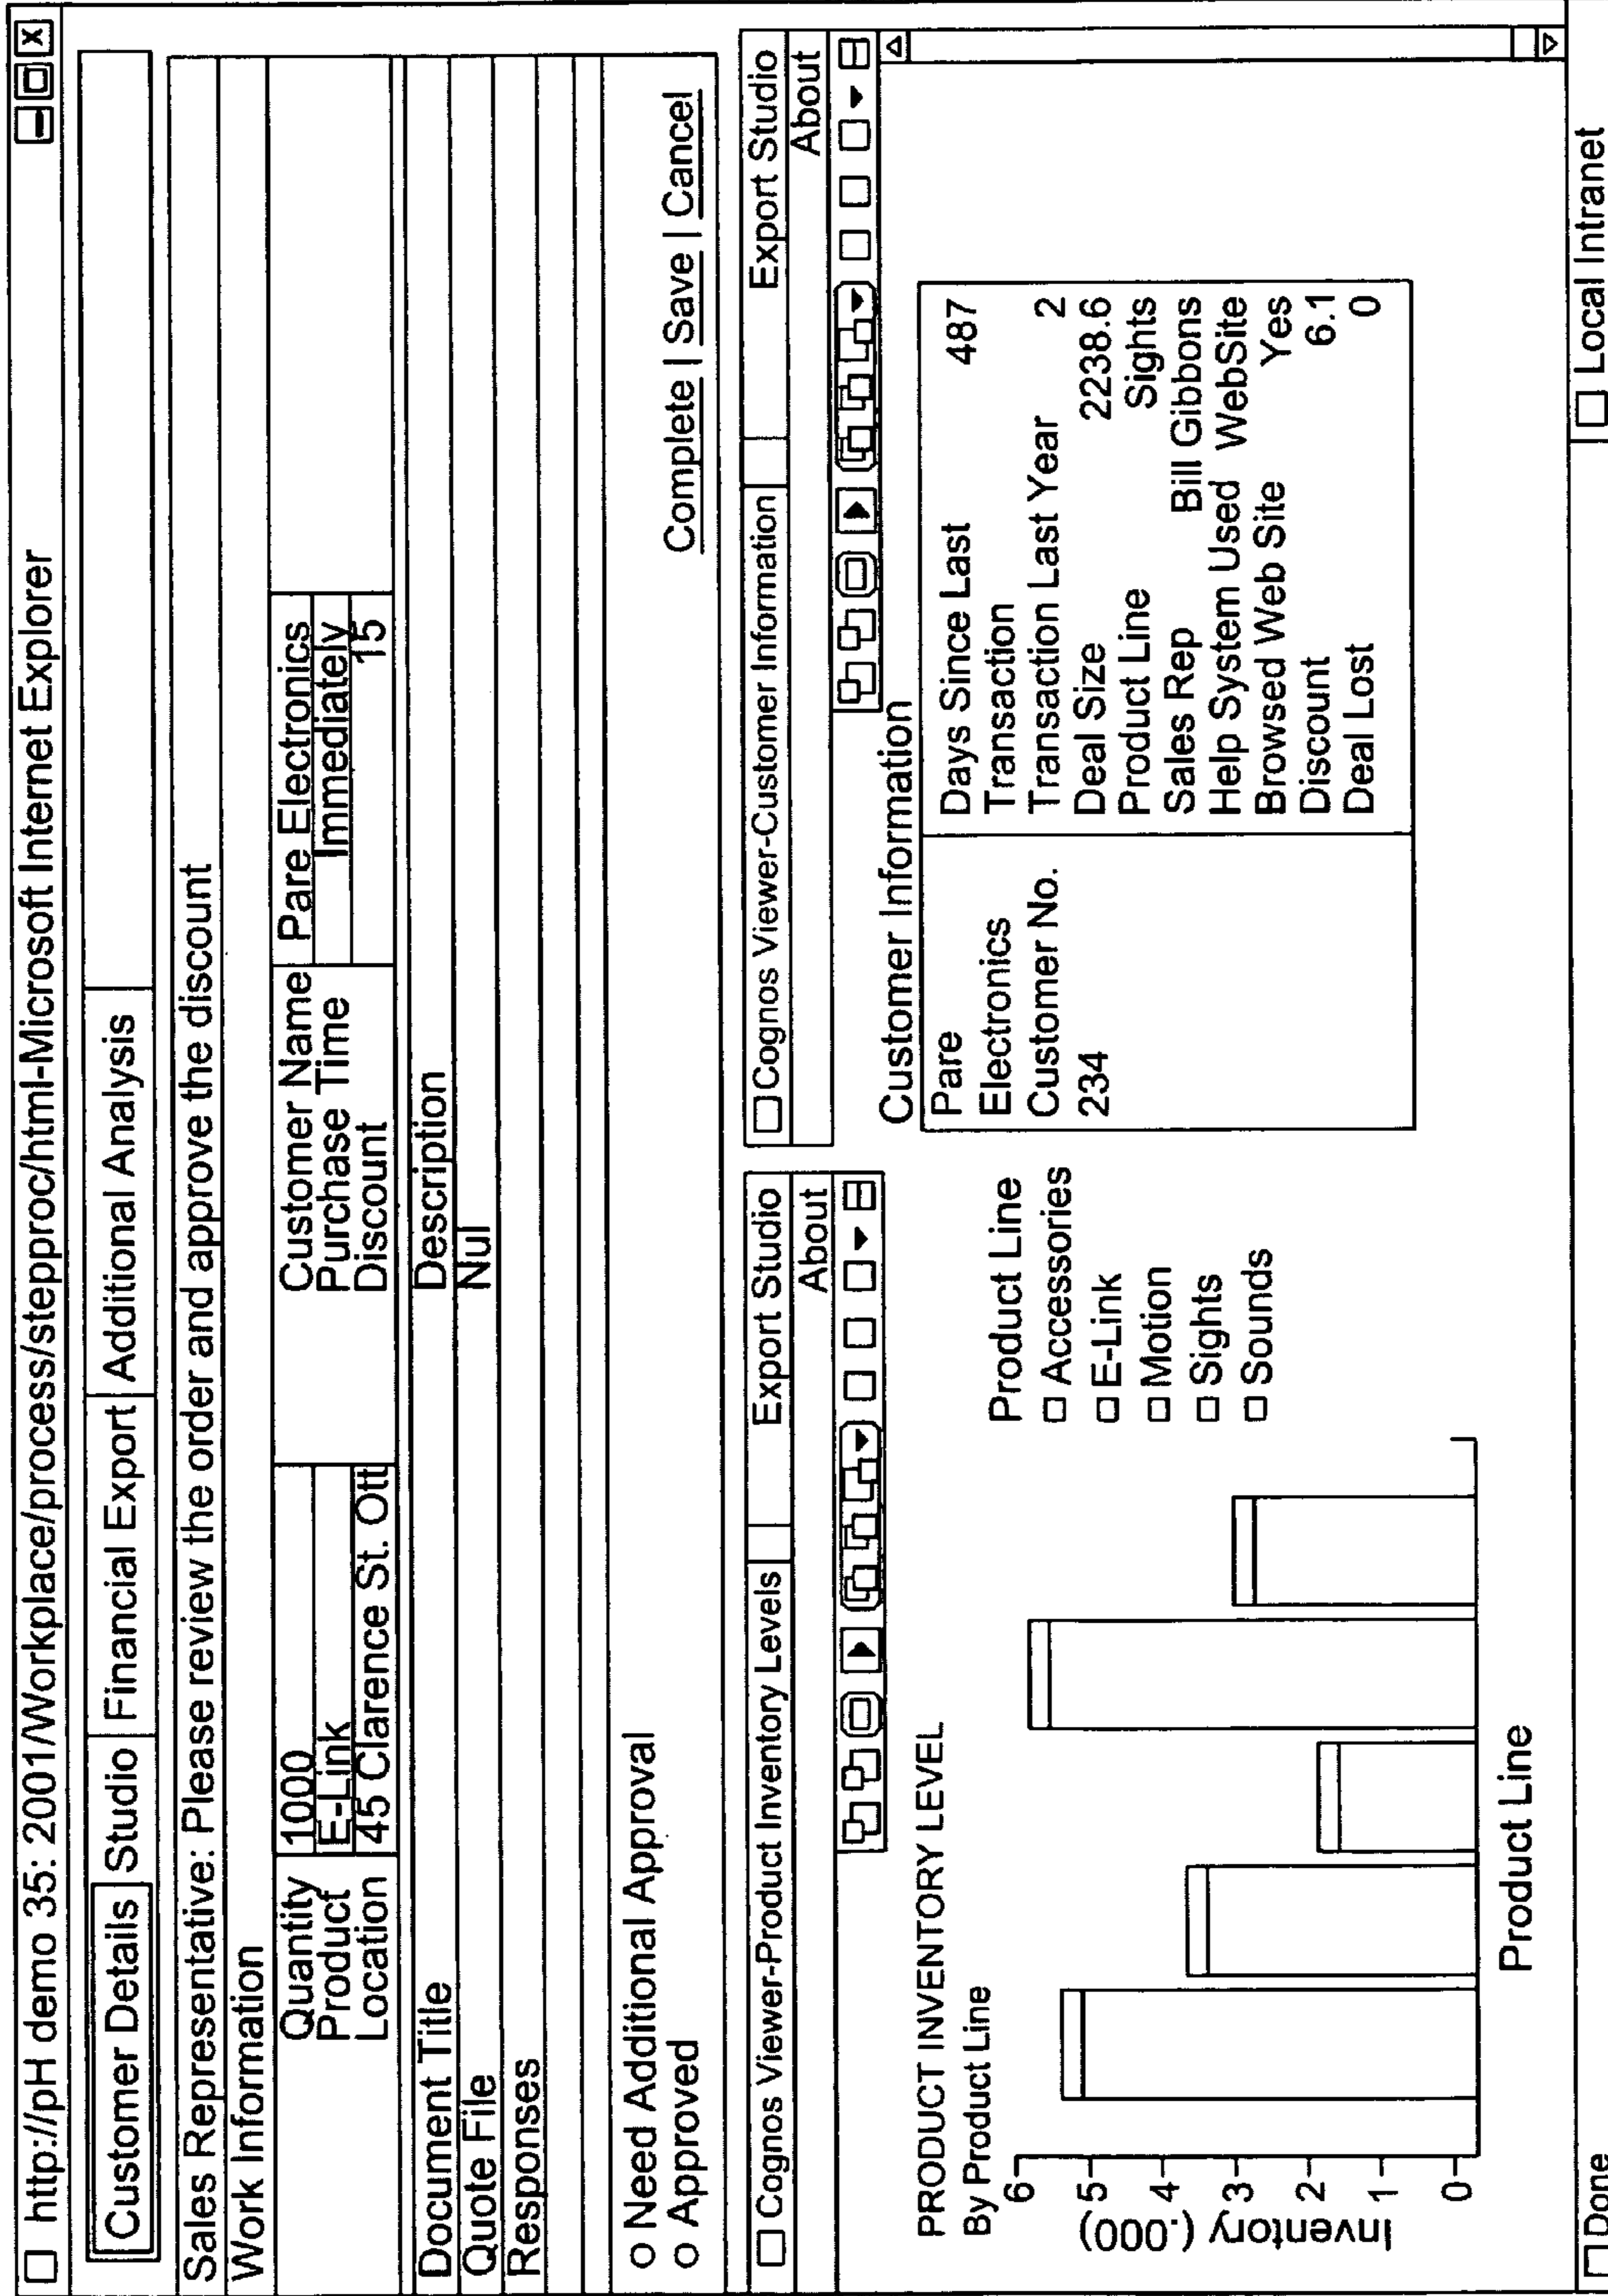 http://pH demo 35: 2001/Workplace/process/stepproc/html-Microsoft Internet Explorer
Customer Details Studio Financial Export Additional Analysis
Sales Representative: Please review the order and approve the discount
Work Information
Quantity 1000 Customer Name Pare Electronics
Product E-Link Purchase Time Immediately
Location 45 Clarence St. Ott Discount 15
Document Title Description
Quote File Nul
Responses
Need Additional Approval
Approved
Complete | Save | Cancel
Cognos Viewer-Product Inventory Levels Export Studio
About
PRODUCT INVENTORY LEVEL
By Product Line
Inventory (.000)
6
5
4
3
2
1
0
Product Line
Product Line
Accessories
E-Link
Motion
Sights
Sounds
Cognos Viewer-Customer Information Export Studio
About
Customer Information
Pare
Electronics
Customer No.
234
Days Since Last 487
Transaction
Transaction Last Year 2
Deal Size 2238.6
Product Line Sights
Sales Rep Bill Gibbons
Help System Used WebSite
Browsed Web Site Yes
Discount 6.1
Deal Lost 0
Done Local Intranet